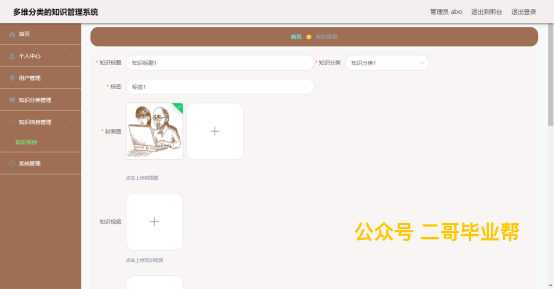 多维分类的知识管理系统
管理员 abo 退出到前台 退出登录
首页
个人中心
用户管理
知识分类管理
知识信息管理
知识信息
系统管理
首页 知识信息
* 知识标题 知识标题1 * 知识分类 知识分类1
* 标签 标签1
* 封面图
点击上传封面图
知识视频
点击上传知识视频
公众号 二哥毕业帮